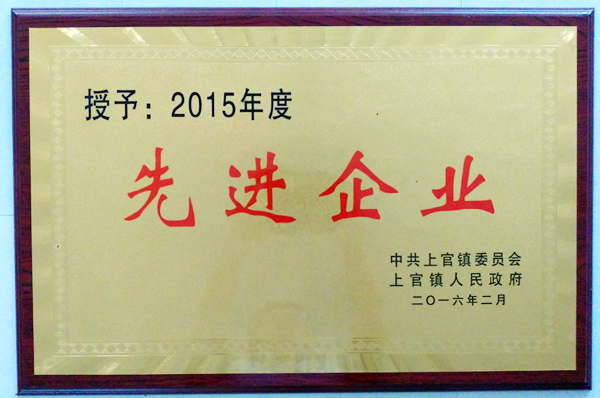 授予：2015年度
先进企业
中共上官镇委员会
上官镇人民政府
二〇一六年二月